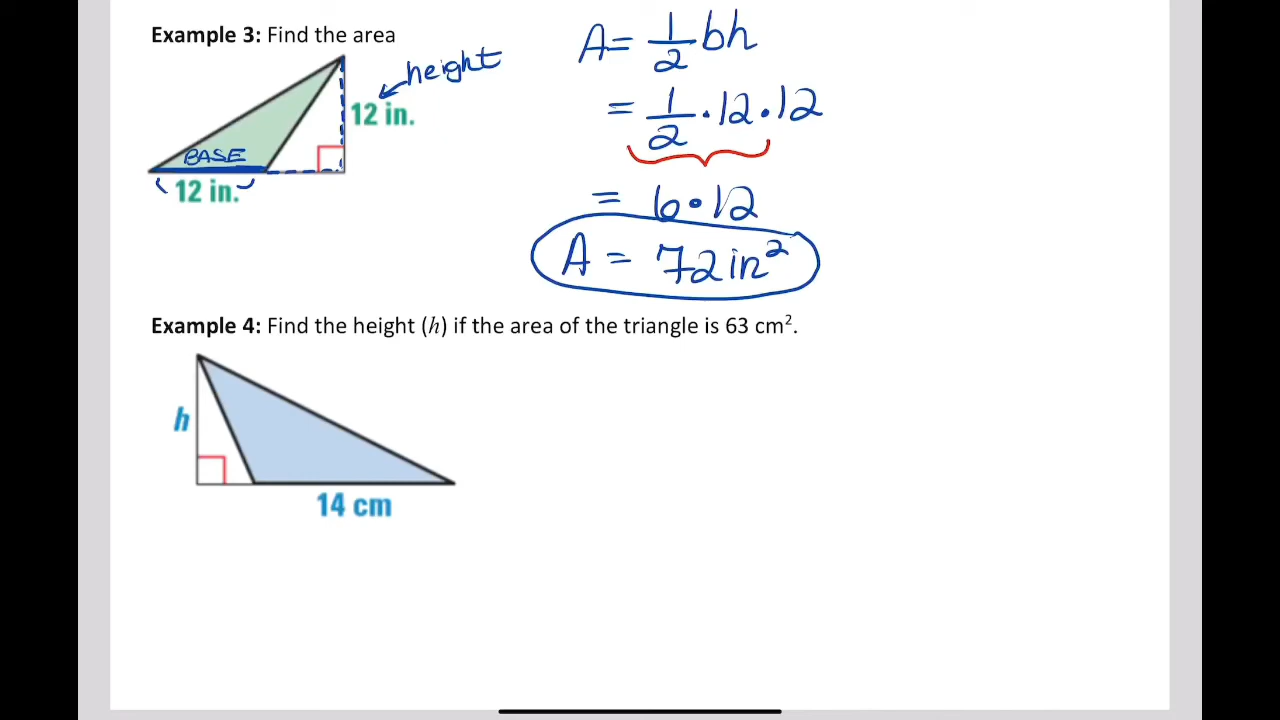 Example 3: Find the area
A = 1/2 bh
height
12 in.
= 1/2 · 12 · 12
BASE
12 in.
= 6 · 12
A = 72 in²
Example 4: Find the height (h) if the area of the triangle is 63 cm².
h
14 cm